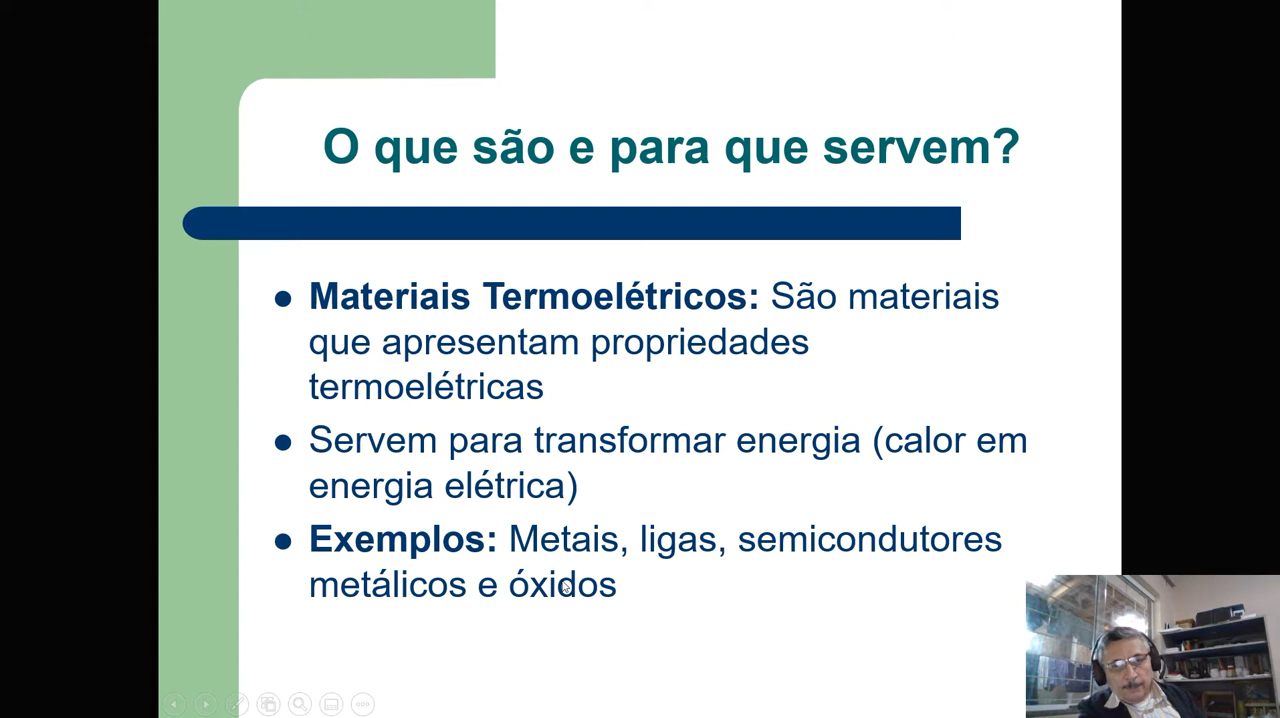 O que são e para que servem?
Materiais Termoelétricos: São materiais
que apresentam propriedades
termoelétricas
Servem para transformar energia (calor em
energia elétrica)
Exemplos: Metais, ligas, semicondutores
metálicos e óxidos